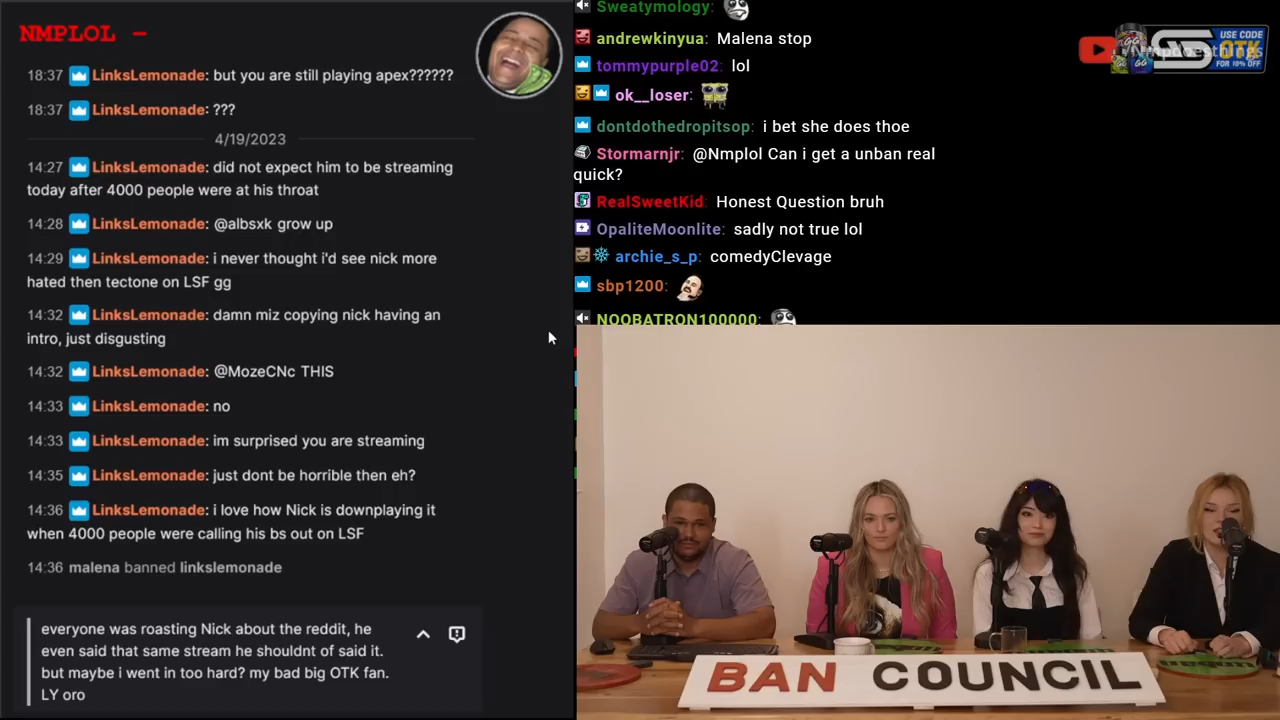 NMPLOL -
18:37 LinksLemonade: but you are still playing apex??????
18:37 LinksLemonade: ???
4/19/2023
14:27 LinksLemonade: did not expect him to be streaming
today after 4000 people were at his throat
14:28 LinksLemonade: @albsxk grow up
14:29 LinksLemonade: i never thought i'd see nick more
hated then tectone on LSF gg
14:32 LinksLemonade: damn miz copying nick having an
intro, just disgusting
14:32 LinksLemonade: @MozeCNc THIS
14:33 LinksLemonade: no
14:33 LinksLemonade: im surprised you are streaming
14:35 LinksLemonade: just dont be horrible then eh?
14:36 LinksLemonade: i love how Nick is downplaying it
when 4000 people were calling his bs out on LSF
14:36 malena banned linkslemonade
everyone was roasting Nick about the reddit, he
even said that same stream he shouldnt of said it.
but maybe i went in too hard? my bad big OTK fan.
LY oro
Sweatymology:
andrewkinyua: Malena stop
tommypurple02: lol
ok__loser:
dontdothedropitsop: i bet she does thoe
Stormarnjr: @Nmplol Can i get a unban real
quick?
RealSweetKid: Honest Question bruh
OpaliteMoonlite: sadly not true lol
archie_s_p: comedyClevage
sbp1200:
NOOBATRON100000:
USE CODE
OTK
FOR 10% OFF
BAN COUNCIL